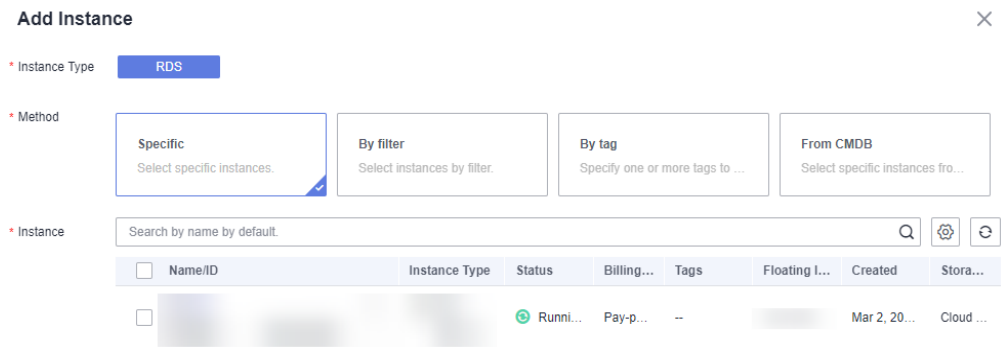 Add Instance
* Instance Type RDS
* Method
Specific By filter By tag From CMDB
Select specific instances. Select instances by filter. Specify one or more tags to ... Select specific instances fro...
* Instance Search by name by default.
Name/ID Instance Type Status Billing... Tags Floating I... Created Stora...
Runni... Pay-p... -- Mar 2, 20... Cloud ...